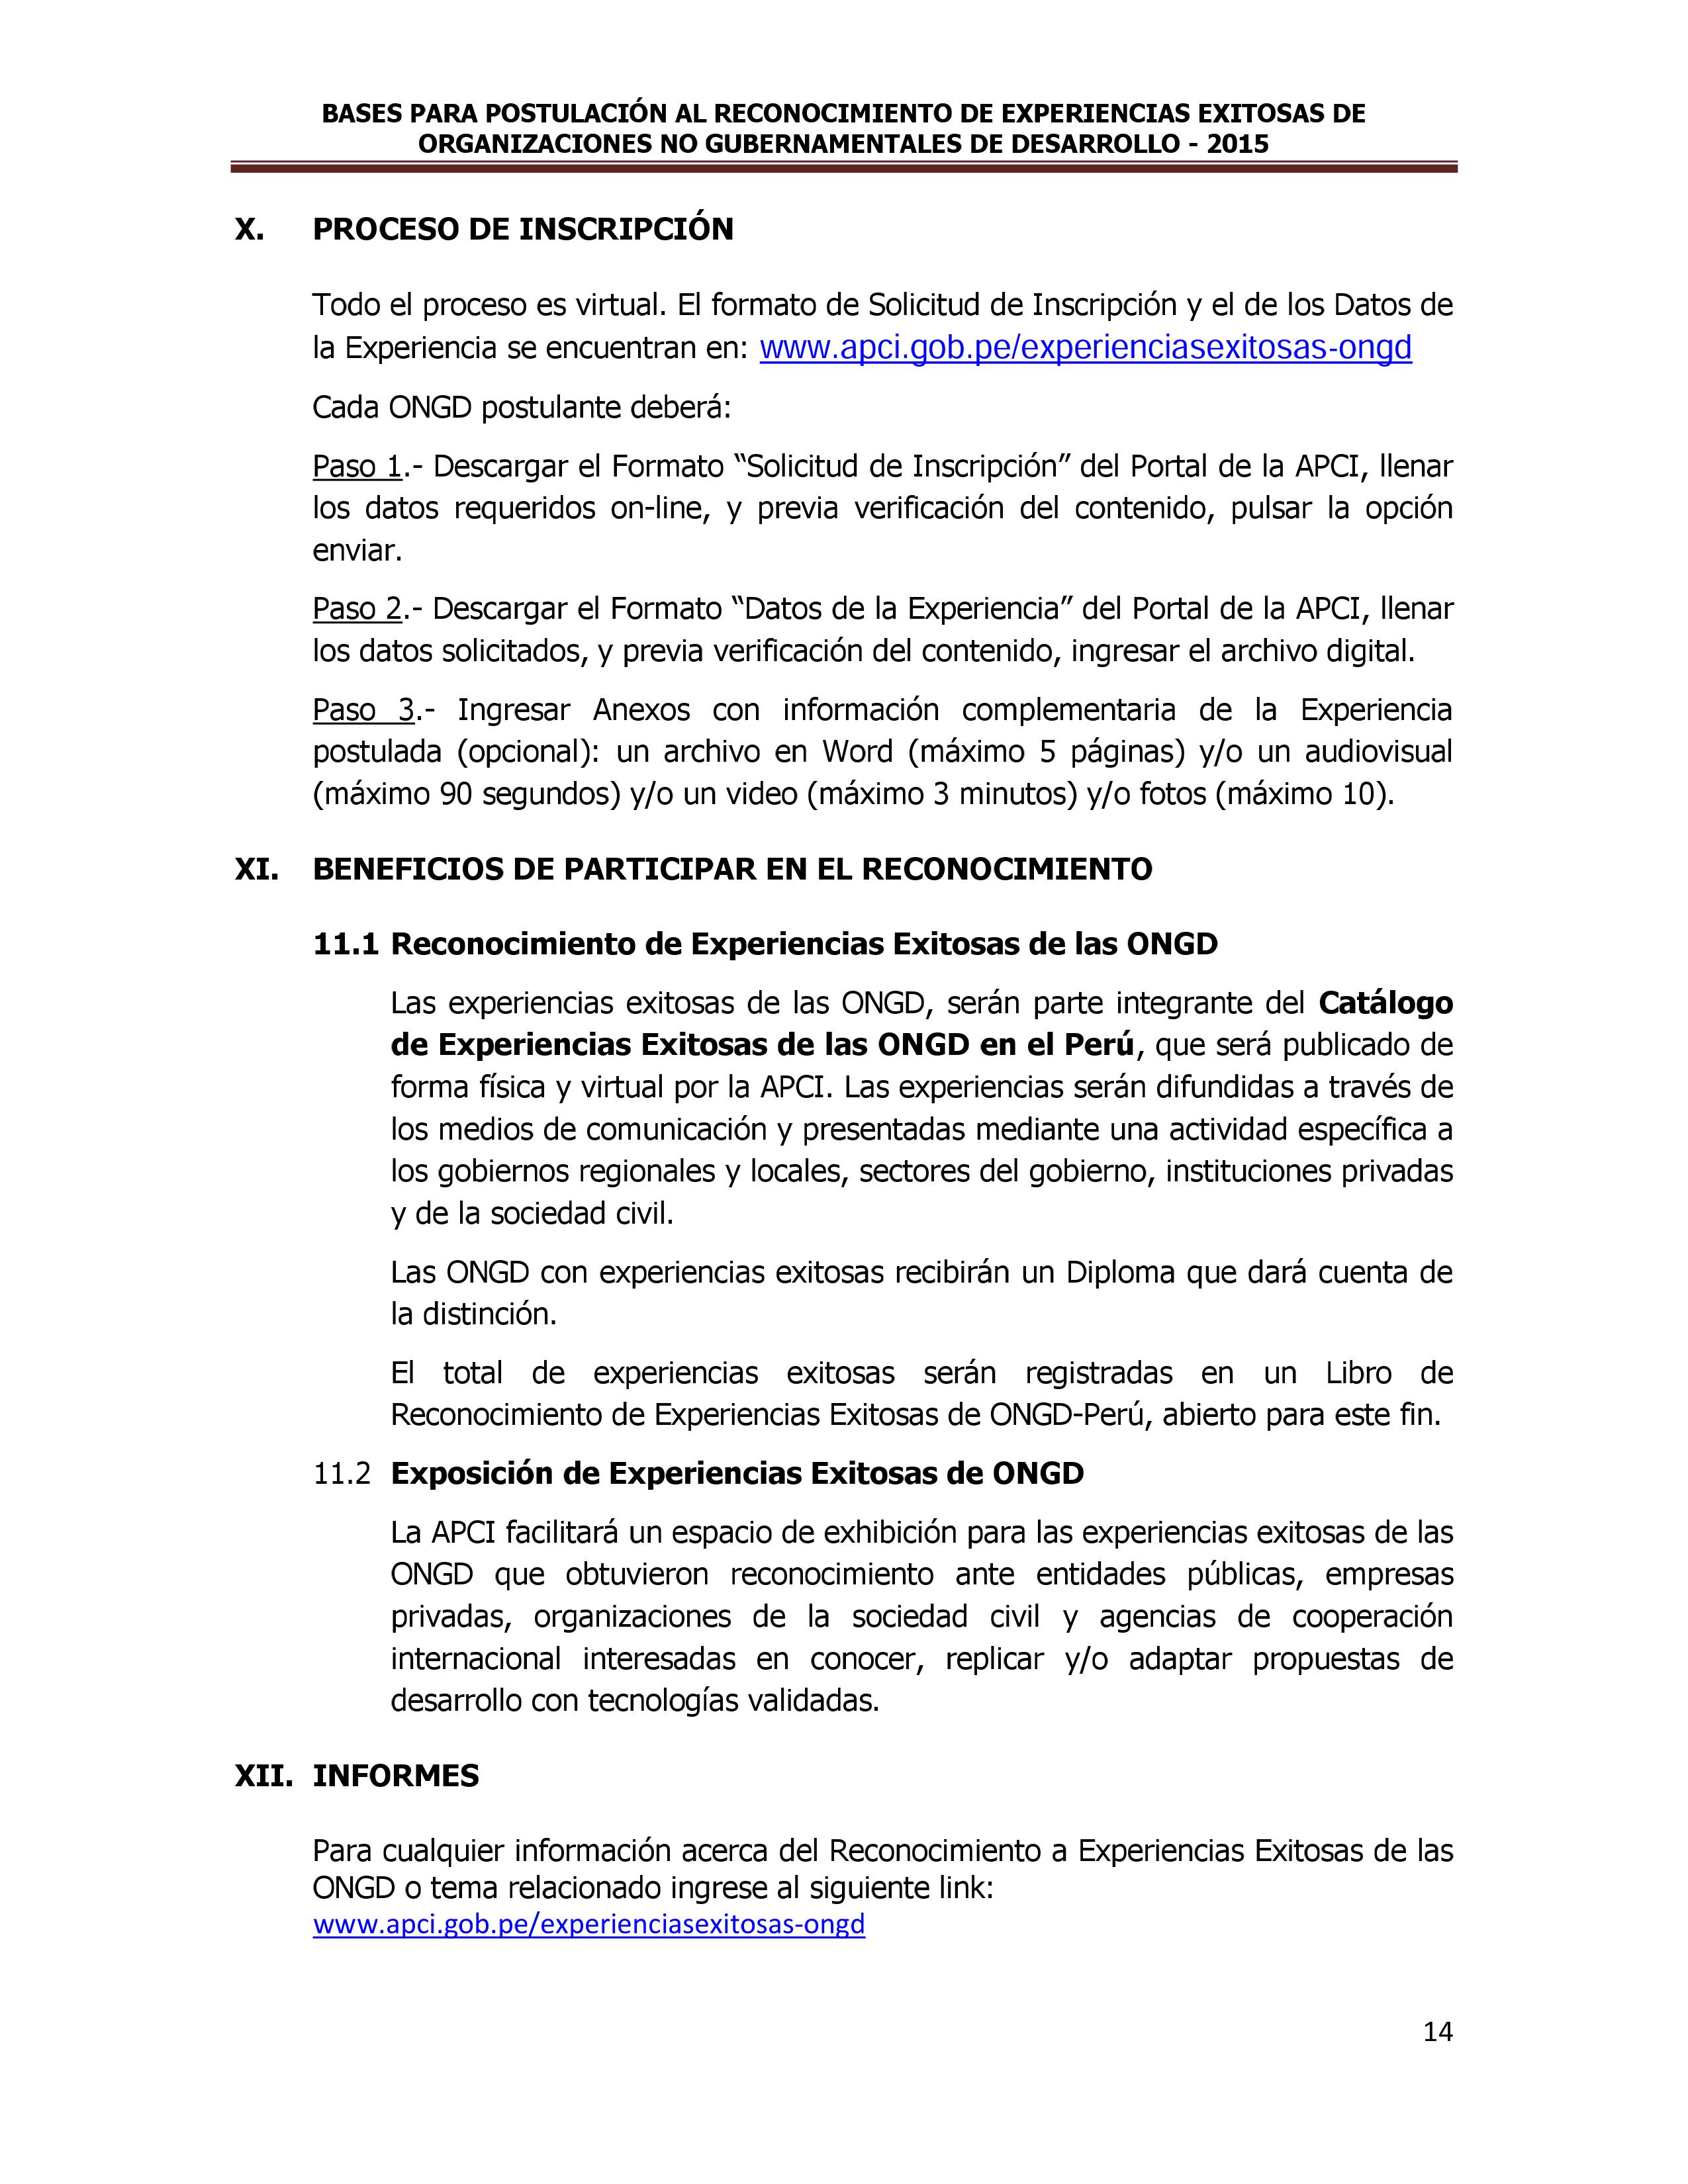 BASES PARA POSTULACIÓN AL RECONOCIMIENTO DE EXPERIENCIAS EXITOSAS DE
ORGANIZACIONES NO GUBERNAMENTALES DE DESARROLLO - 2015
X. PROCESO DE INSCRIPCIÓN
Todo el proceso es virtual. El formato de Solicitud de Inscripción y el de los Datos de
la Experiencia se encuentran en: www.apci.gob.pe/experienciasexitosas-ongd
Cada ONGD postulante deberá:
Paso 1.- Descargar el Formato “Solicitud de Inscripción” del Portal de la APCI, llenar
los datos requeridos on-line, y previa verificación del contenido, pulsar la opción
enviar.
Paso 2.- Descargar el Formato “Datos de la Experiencia” del Portal de la APCI, llenar
los datos solicitados, y previa verificación del contenido, ingresar el archivo digital.
Paso 3.- Ingresar Anexos con información complementaria de la Experiencia
postulada (opcional): un archivo en Word (máximo 5 páginas) y/o un audiovisual
(máximo 90 segundos) y/o un video (máximo 3 minutos) y/o fotos (máximo 10).
XI. BENEFICIOS DE PARTICIPAR EN EL RECONOCIMIENTO
11.1 Reconocimiento de Experiencias Exitosas de las ONGD
Las experiencias exitosas de las ONGD, serán parte integrante del Catálogo
de Experiencias Exitosas de las ONGD en el Perú, que será publicado de
forma física y virtual por la APCI. Las experiencias serán difundidas a través de
los medios de comunicación y presentadas mediante una actividad específica a
los gobiernos regionales y locales, sectores del gobierno, instituciones privadas
y de la sociedad civil.
Las ONGD con experiencias exitosas recibirán un Diploma que dará cuenta de
la distinción.
El total de experiencias exitosas serán registradas en un Libro de
Reconocimiento de Experiencias Exitosas de ONGD-Perú, abierto para este fin.
11.2 Exposición de Experiencias Exitosas de ONGD
La APCI facilitará un espacio de exhibición para las experiencias exitosas de las
ONGD que obtuvieron reconocimiento ante entidades públicas, empresas
privadas, organizaciones de la sociedad civil y agencias de cooperación
internacional interesadas en conocer, replicar y/o adaptar propuestas de
desarrollo con tecnologías validadas.
XII. INFORMES
Para cualquier información acerca del Reconocimiento a Experiencias Exitosas de las
ONGD o tema relacionado ingrese al siguiente link:
www.apci.gob.pe/experienciasexitosas-ongd
14